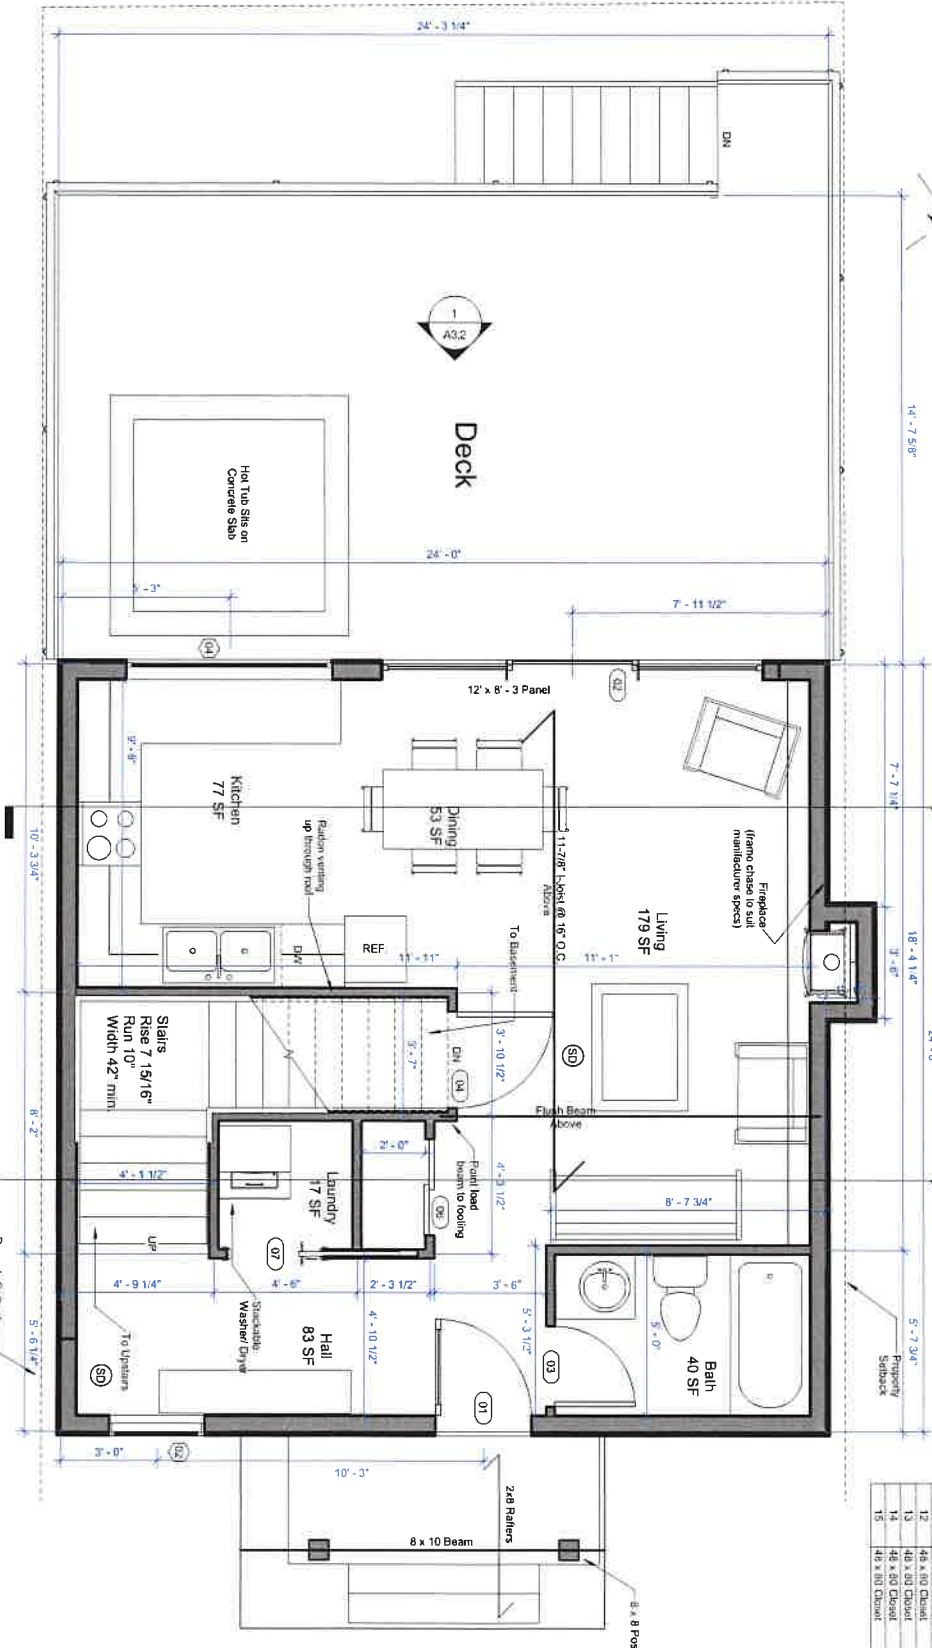 24' - 3 1/4"
DN
1
A3.2
14' - 7 5/8"
Deck
Hot Tub Sits on
Concrete Slab
24' - 0"
7' - 11 1/2"
04
12' x 8' - 3 Panel
02
7' - 7 1/4"
9' - 6"
Kitchen
77 SF
Dining
53 SF
11-7/8" I-Joist @ 16" O.C.
Above
Living
179 SF
Fireplace
(frame chase to suit
manufacturer specs)
18' - 4 1/4"
3' - 6"
10' - 3 3/4"
Radon venting
up through roof
To Basement
REF.
DW
11' - 11"
11' - 1"
Stairs
Rise 7 15/16"
Run 10"
Width 42" min.
3' - 7"
DN
04
3' - 10 1/2"
SD
Flush Beam
Above
8' - 2"
4' - 1 1/2"
UP
Laundry
17 SF
2' - 0"
Point load
beam to footing
06
4' - 3 1/2"
8' - 7 3/4"
07
4' - 9 1/4"
4' - 6"
2' - 3 1/2"
3' - 6"
Stackable
Washer/ Dryer
4' - 10 1/2"
Hall
83 SF
To Upstairs
SD
5' - 6 1/4"
01
03
5' - 0"
Bath
40 SF
5' - 7 3/4"
Property
Setback
3' - 0"
02
10' - 3"
2x8 Rafters
8 x 10 Beam
8 x 8 Pos
12 48 x 80 Closet
13 48 x 80 Closet
14 48 x 80 Closet
15 48 x 80 Closet